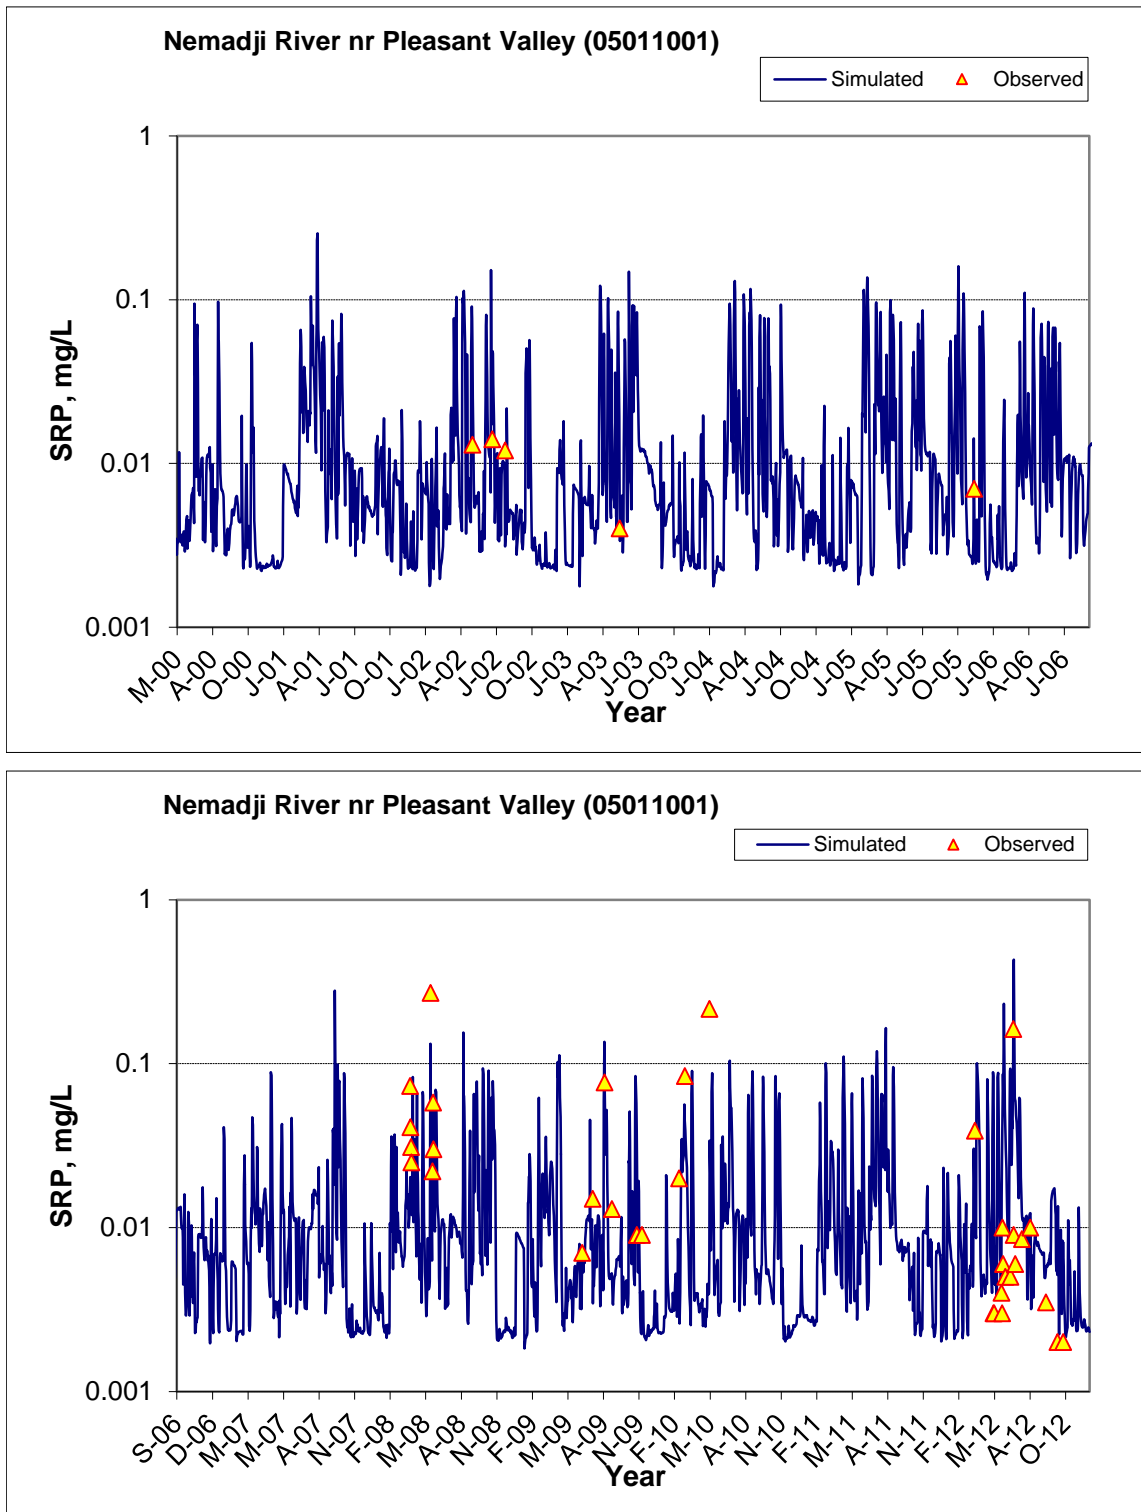 Nemadji River nr Pleasant Valley (05011001)
Simulated Observed
1
0.1
0.01
0.001
SRP, mg/L
M-00 A-00 O-00 J-01 A-01 J-01 O-01 J-02 A-02 J-02 O-02 J-03 A-03 J-03 O-03 J-04 A-04 J-04 O-04 J-05 A-05 J-05 O-05 J-06 A-06 J-06
Year
Nemadji River nr Pleasant Valley (05011001)
Simulated Observed
1
0.1
0.01
0.001
SRP, mg/L
S-06 D-06 M-07 M-07 A-07 N-07 F-08 M-08 A-08 N-08 F-09 M-09 A-09 N-09 F-10 M-10 A-10 N-10 F-11 M-11 A-11 N-11 F-12 M-12 A-12 O-12
Year